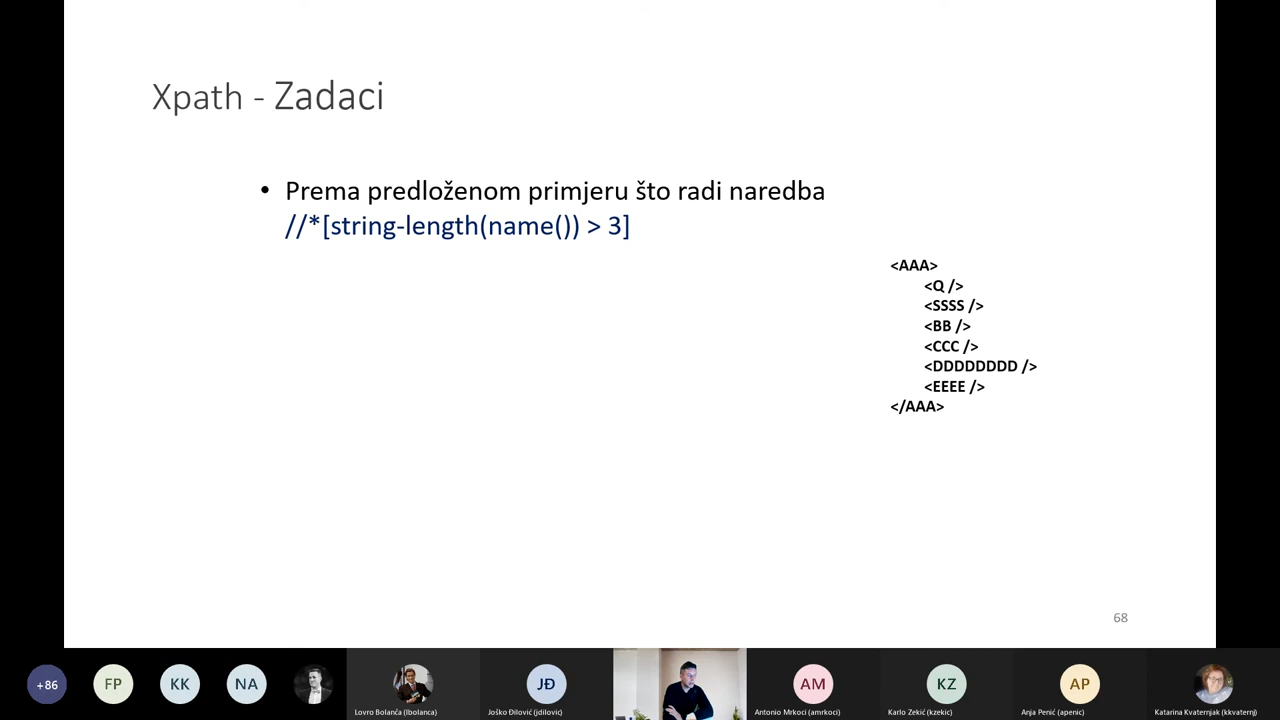 Xpath - Zadaci
• Prema predloženom primjeru što radi naredba
//*[string-length(name()) > 3]
<AAA>
<Q />
<SSSS />
<BB />
<CCC />
<DDDDDDDD />
<EEEE />
</AAA>
68
+86
FP
KK
NA
JĐ
AM
KZ
AP
Lovro Bolanča (lbolanca)
Joško Đilović (jdilovic)
Antonio Mrkoci (amrkoci)
Karlo Zekić (kzekic)
Anja Penić (apenic)
Katarina Kvaternjak (kkvaternj)